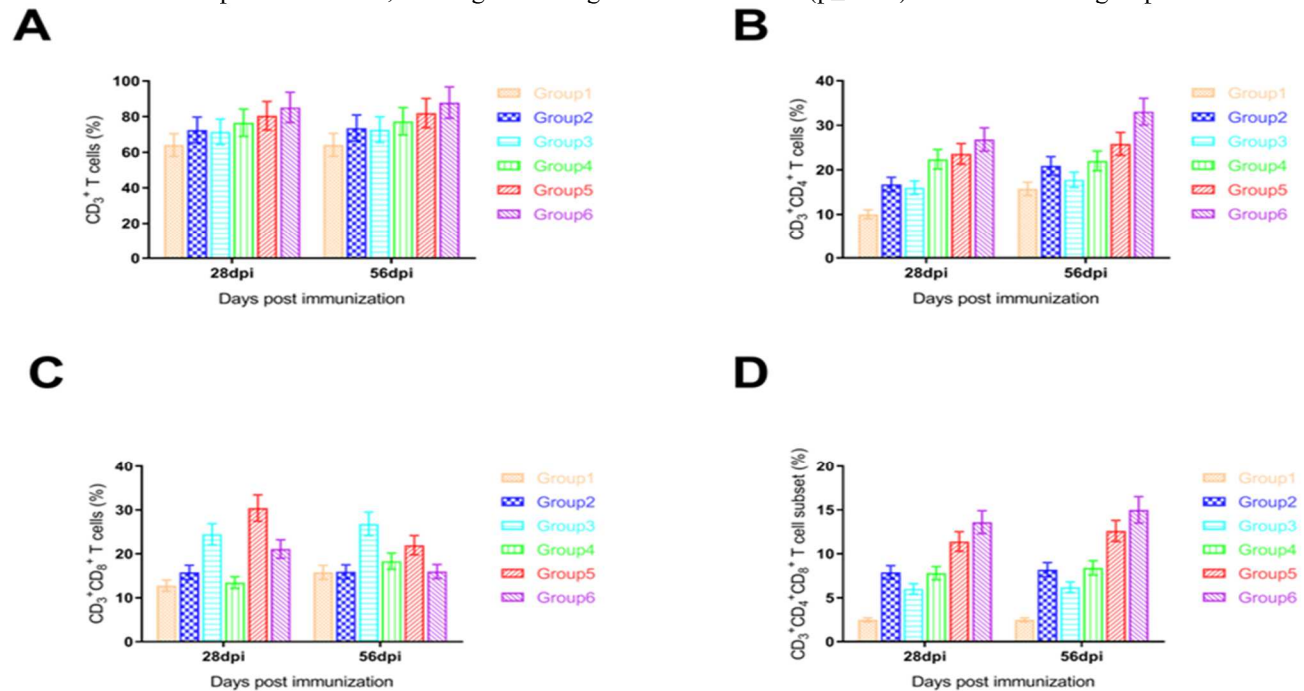 A
B
100
80
60
40
20
0
CD3+ T cells (%)
28dpi
56dpi
Days post immunization
Group1
Group2
Group3
Group4
Group5
Group6
40
30
20
10
0
CD3+CD4+ T cells (%)
28dpi
56dpi
Days post immunization
Group1
Group2
Group3
Group4
Group5
Group6
C
D
40
30
20
10
0
CD3+CD8+ T cells (%)
28dpi
56dpi
Days post immunization
Group1
Group2
Group3
Group4
Group5
Group6
20
15
10
5
0
CD3+CD4+CD8+ T cell subset (%)
28dpi
56dpi
Days post immunization
Group1
Group2
Group3
Group4
Group5
Group6